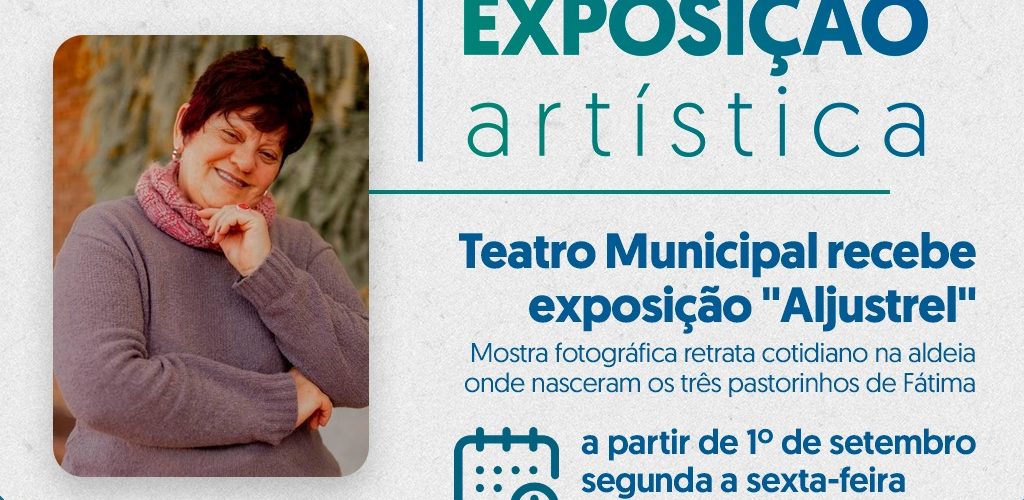 EXPOSIÇÃO
artística
Teatro Municipal recebe
exposição "Aljustrel"
Mostra fotográfica retrata cotidiano na aldeia
onde nasceram os três pastorinhos de Fátima
a partir de 1º de setembro
segunda a sexta-feira